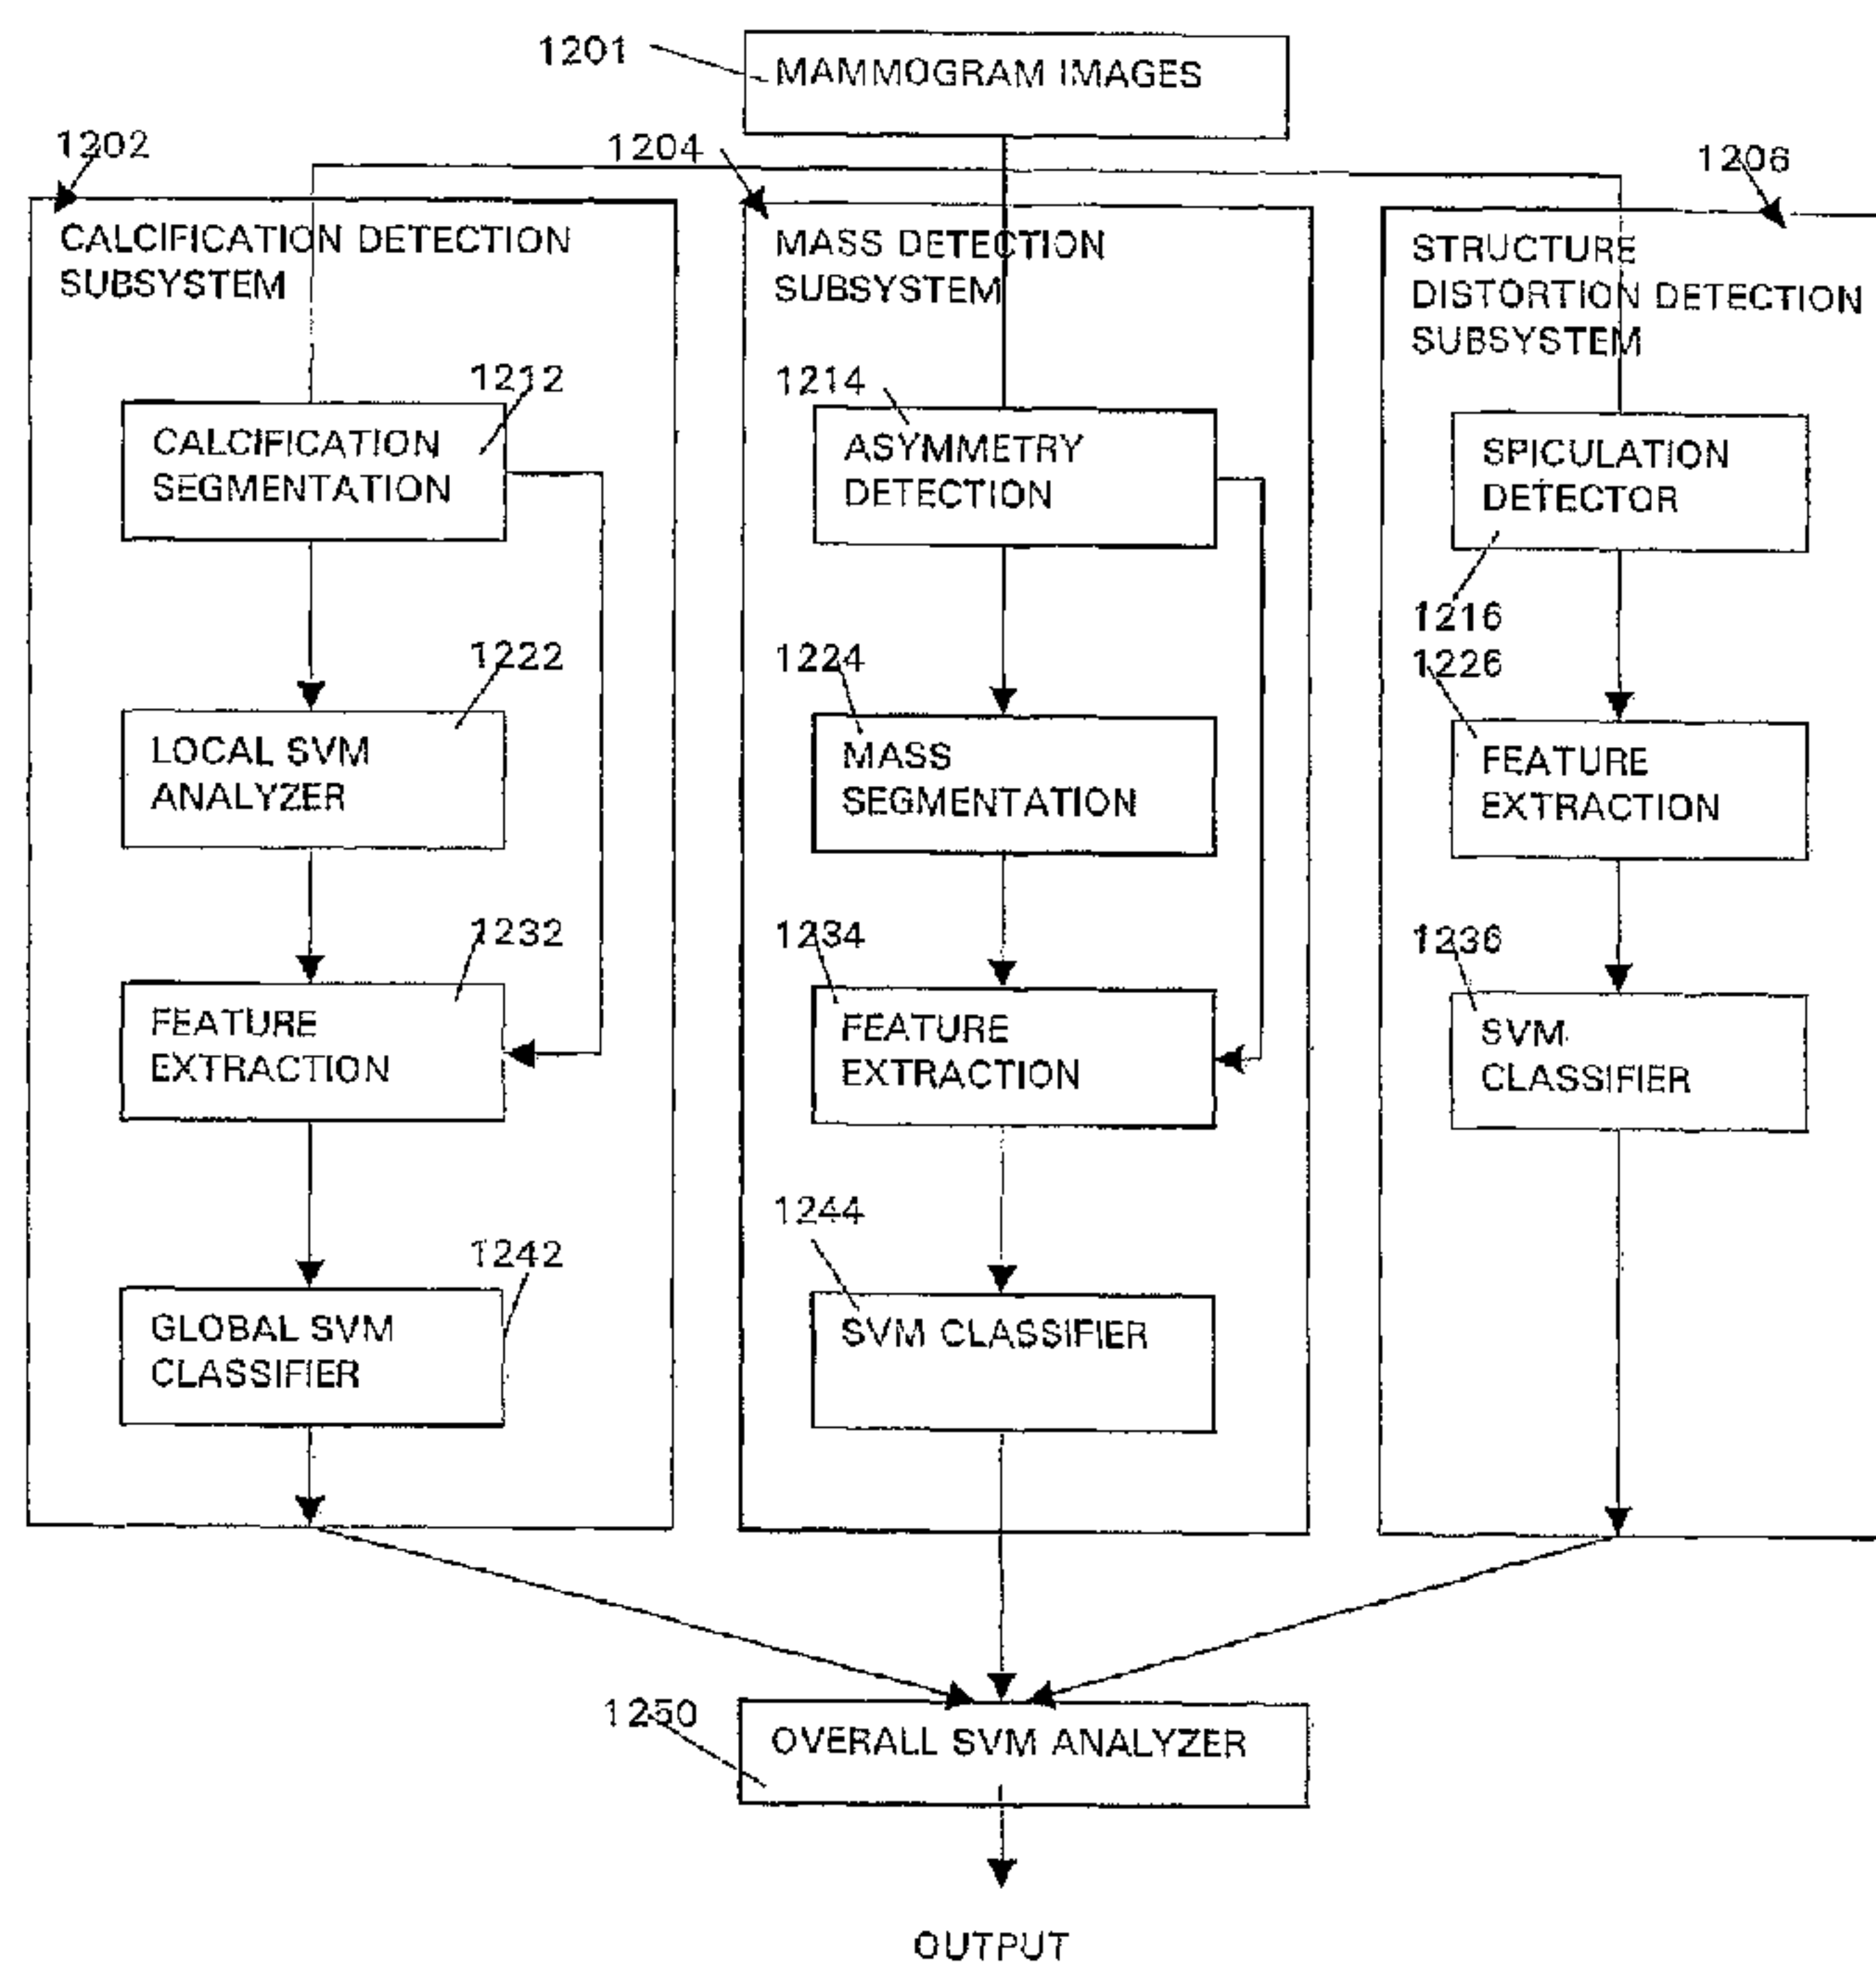 1201
MAMMOGRAM IMAGES
1202
CALCIFICATION DETECTION
SUBSYSTEM
1212
CALCIFICATION
SEGMENTATION
1222
LOCAL SVM
ANALYZER
1232
FEATURE
EXTRACTION
1242
GLOBAL SVM
CLASSIFIER
1204
MASS DETECTION
SUBSYSTEM
1214
ASYMMETRY
DETECTION
1224
MASS
SEGMENTATION
1234
FEATURE
EXTRACTION
1244
SVM CLASSIFIER
1206
STRUCTURE
DISTORTION DETECTION
SUBSYSTEM
SPICULATION
DETECTOR
1216
1226
FEATURE
EXTRACTION
1236
SVM
CLASSIFIER
1250
OVERALL SVM ANALYZER
OUTPUT